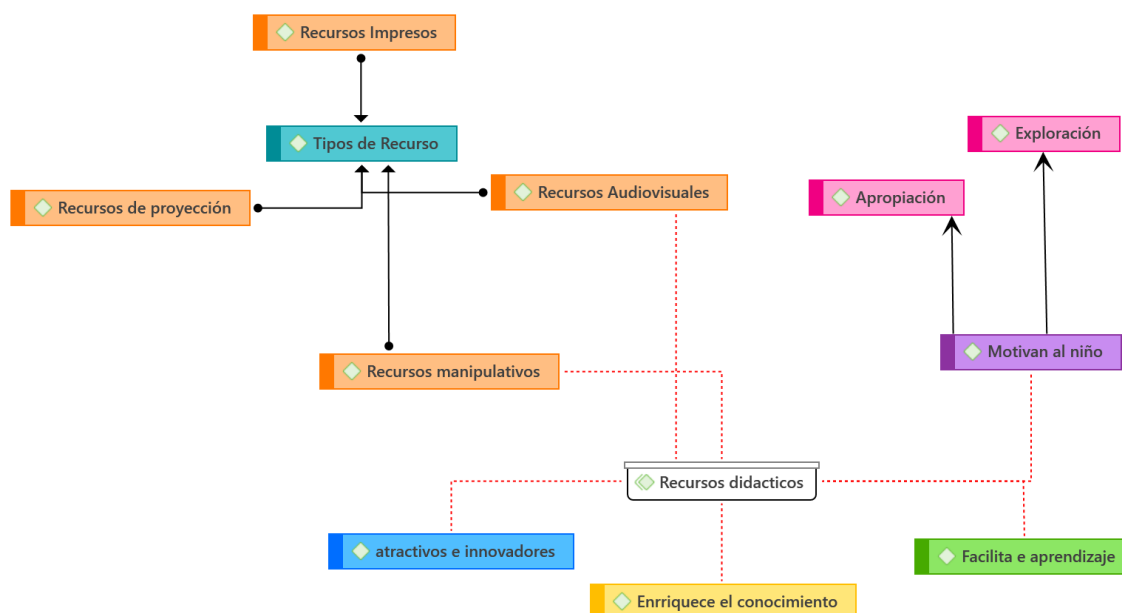 Recursos Impresos
Exploración
Tipos de Recurso
Recursos Audiovisuales
Apropiación
Recursos de proyección
Motivan al niño
Recursos manipulativos
Recursos didacticos
atractivos e innovadores
Facilita e aprendizaje
Enrriquece el conocimiento